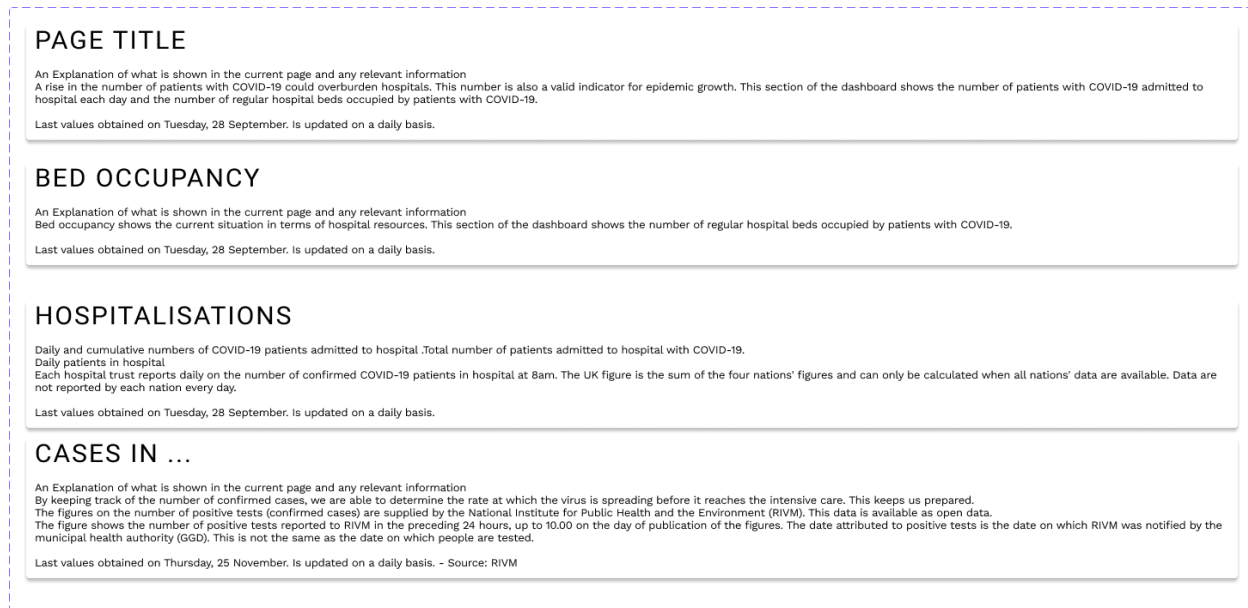 PAGE TITLE
An Explanation of what is shown in the current page and any relevant information
A rise in the number of patients with COVID-19 could overburden hospitals. This number is also a valid indicator for epidemic growth. This section of the dashboard shows the number of patients with COVID-19 admitted to
hospital each day and the number of regular hospital beds occupied by patients with COVID-19.
Last values obtained on Tuesday, 28 September. Is updated on a daily basis.
BED OCCUPANCY
An Explanation of what is shown in the current page and any relevant information
Bed occupancy shows the current situation in terms of hospital resources. This section of the dashboard shows the number of regular hospital beds occupied by patients with COVID-19.
Last values obtained on Tuesday, 28 September. Is updated on a daily basis.
HOSPITALISATIONS
Daily and cumulative numbers of COVID-19 patients admitted to hospital .Total number of patients admitted to hospital with COVID-19.
Daily patients in hospital
Each hospital trust reports daily on the number of confirmed COVID-19 patients in hospital at 8am. The UK figure is the sum of the four nations' figures and can only be calculated when all nations' data are available. Data are
not reported by each nation every day.
Last values obtained on Tuesday, 28 September. Is updated on a daily basis.
CASES IN ...
An Explanation of what is shown in the current page and any relevant information
By keeping track of the number of confirmed cases, we are able to determine the rate at which the virus is spreading before it reaches the intensive care. This keeps us prepared.
The figures on the number of positive tests (confirmed cases) are supplied by the National Institute for Public Health and the Environment (RIVM). This data is available as open data.
The figure shows the number of positive tests reported to RIVM in the preceding 24 hours, up to 10.00 on the day of publication of the figures. The date attributed to positive tests is the date on which RIVM was notified by the
municipal health authority (GGD). This is not the same as the date on which people are tested.
Last values obtained on Thursday, 25 November. Is updated on a daily basis. - Source: RIVM